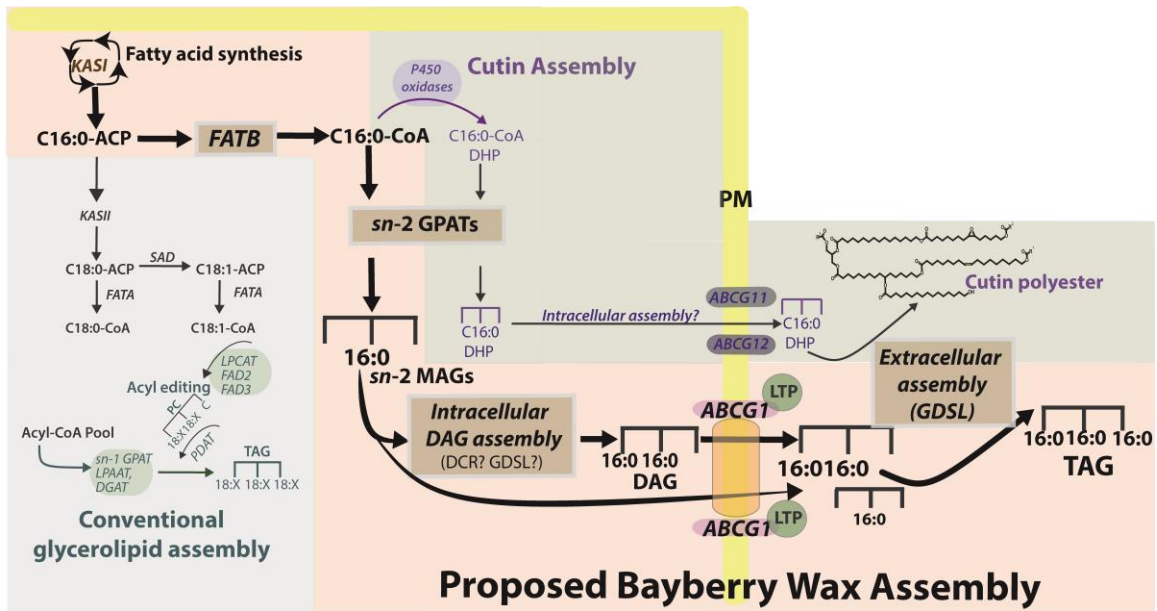 Fatty acid synthesis
KASI
P450
oxidases
Cutin Assembly
C16:0-ACP
FATB
C16:0-CoA
C16:0-CoA
DHP
KASII
sn-2 GPATs
PM
C18:0-ACP
SAD
C18:1-ACP
FATA
FATA
C18:0-CoA
C18:1-CoA
Cutin polyester
ABCG11
C16:0
DHP
Intracellular assembly?
C16:0
DHP
ABCG12
16:0
sn-2 MAGs
LPCAT
FAD2
FAD3
Acyl editing
PC
18:X18:X C
PDAT
Acyl-CoA Pool
sn-1 GPAT
LPAAT,
DGAT
TAG
18:X 18:X 18:X
Conventional
glycerolipid assembly
Intracellular
DAG assembly
(DCR? GDSL?)
16:0 16:0
DAG
ABCG1
LTP
Extracellular
assembly
(GDSL)
16:0 16:0
16:0
LTP
ABCG1
16:0 16:0 16:0
TAG
Proposed Bayberry Wax Assembly